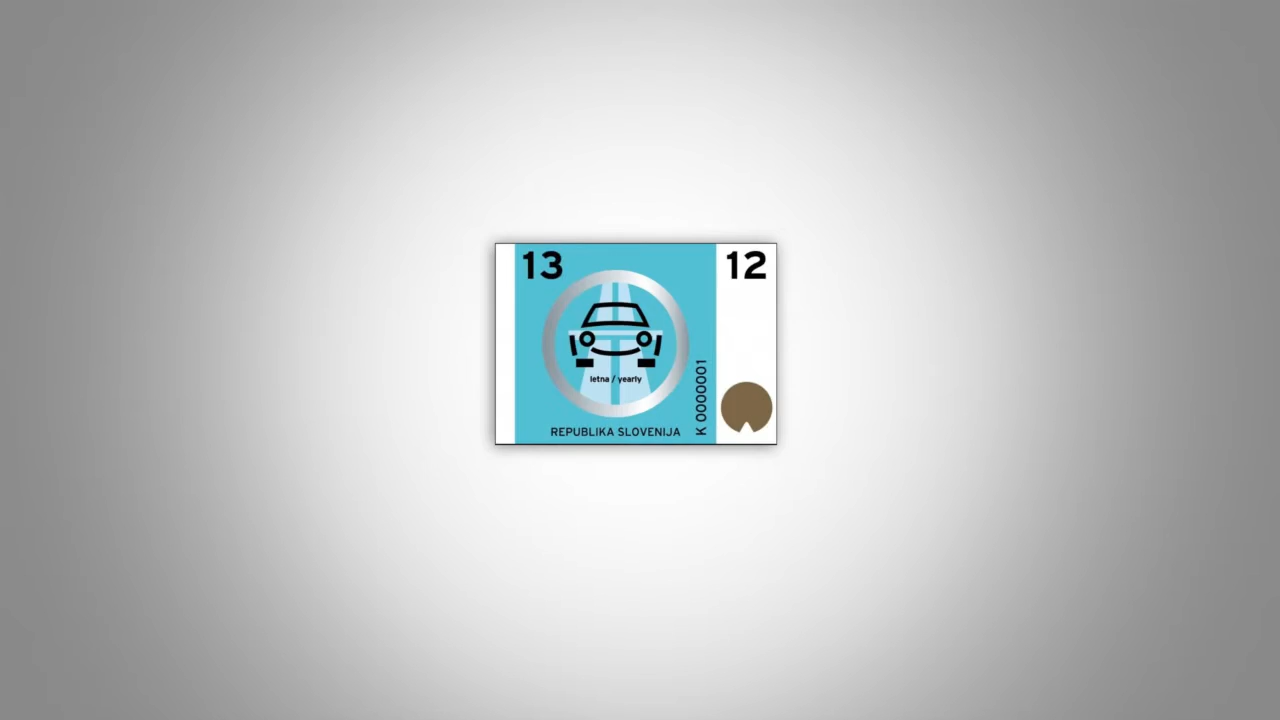 13
12
letna / yearly
K 0000001
REPUBLIKA SLOVENIJA